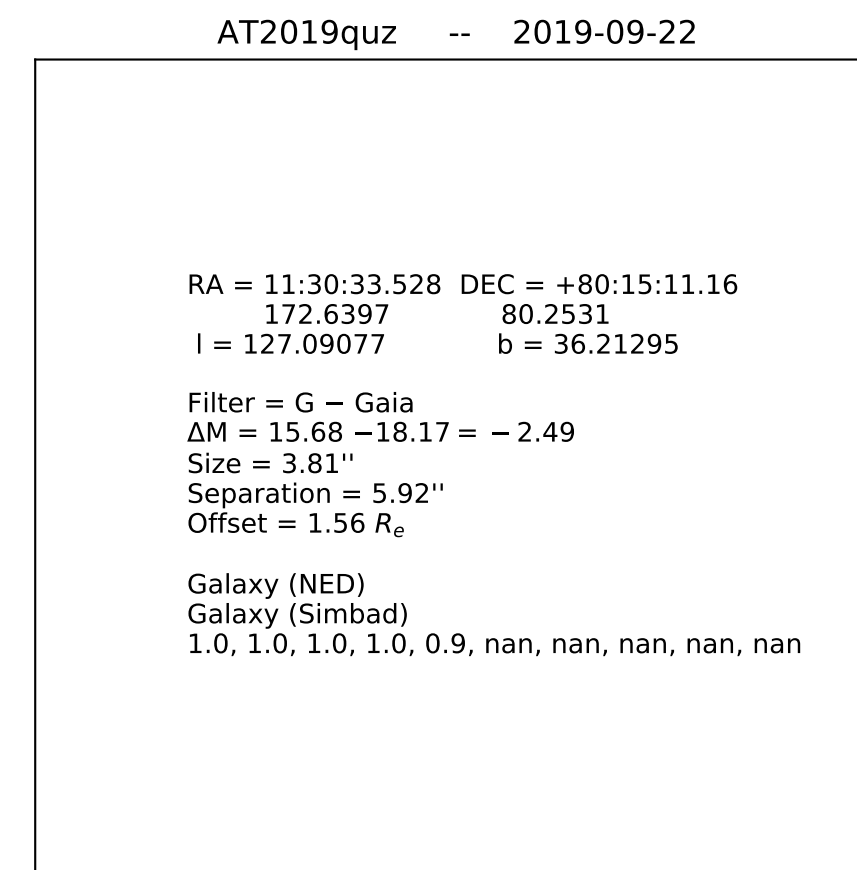 AT2019quz -- 2019-09-22
RA = 11:30:33.528 DEC = +80:15:11.16
172.6397 80.2531
l = 127.09077 b = 36.21295
Filter = G − Gaia
ΔM = 15.68 −18.17 = − 2.49
Size = 3.81''
Separation = 5.92''
Offset = 1.56 Re
Galaxy (NED)
Galaxy (Simbad)
1.0, 1.0, 1.0, 1.0, 0.9, nan, nan, nan, nan, nan